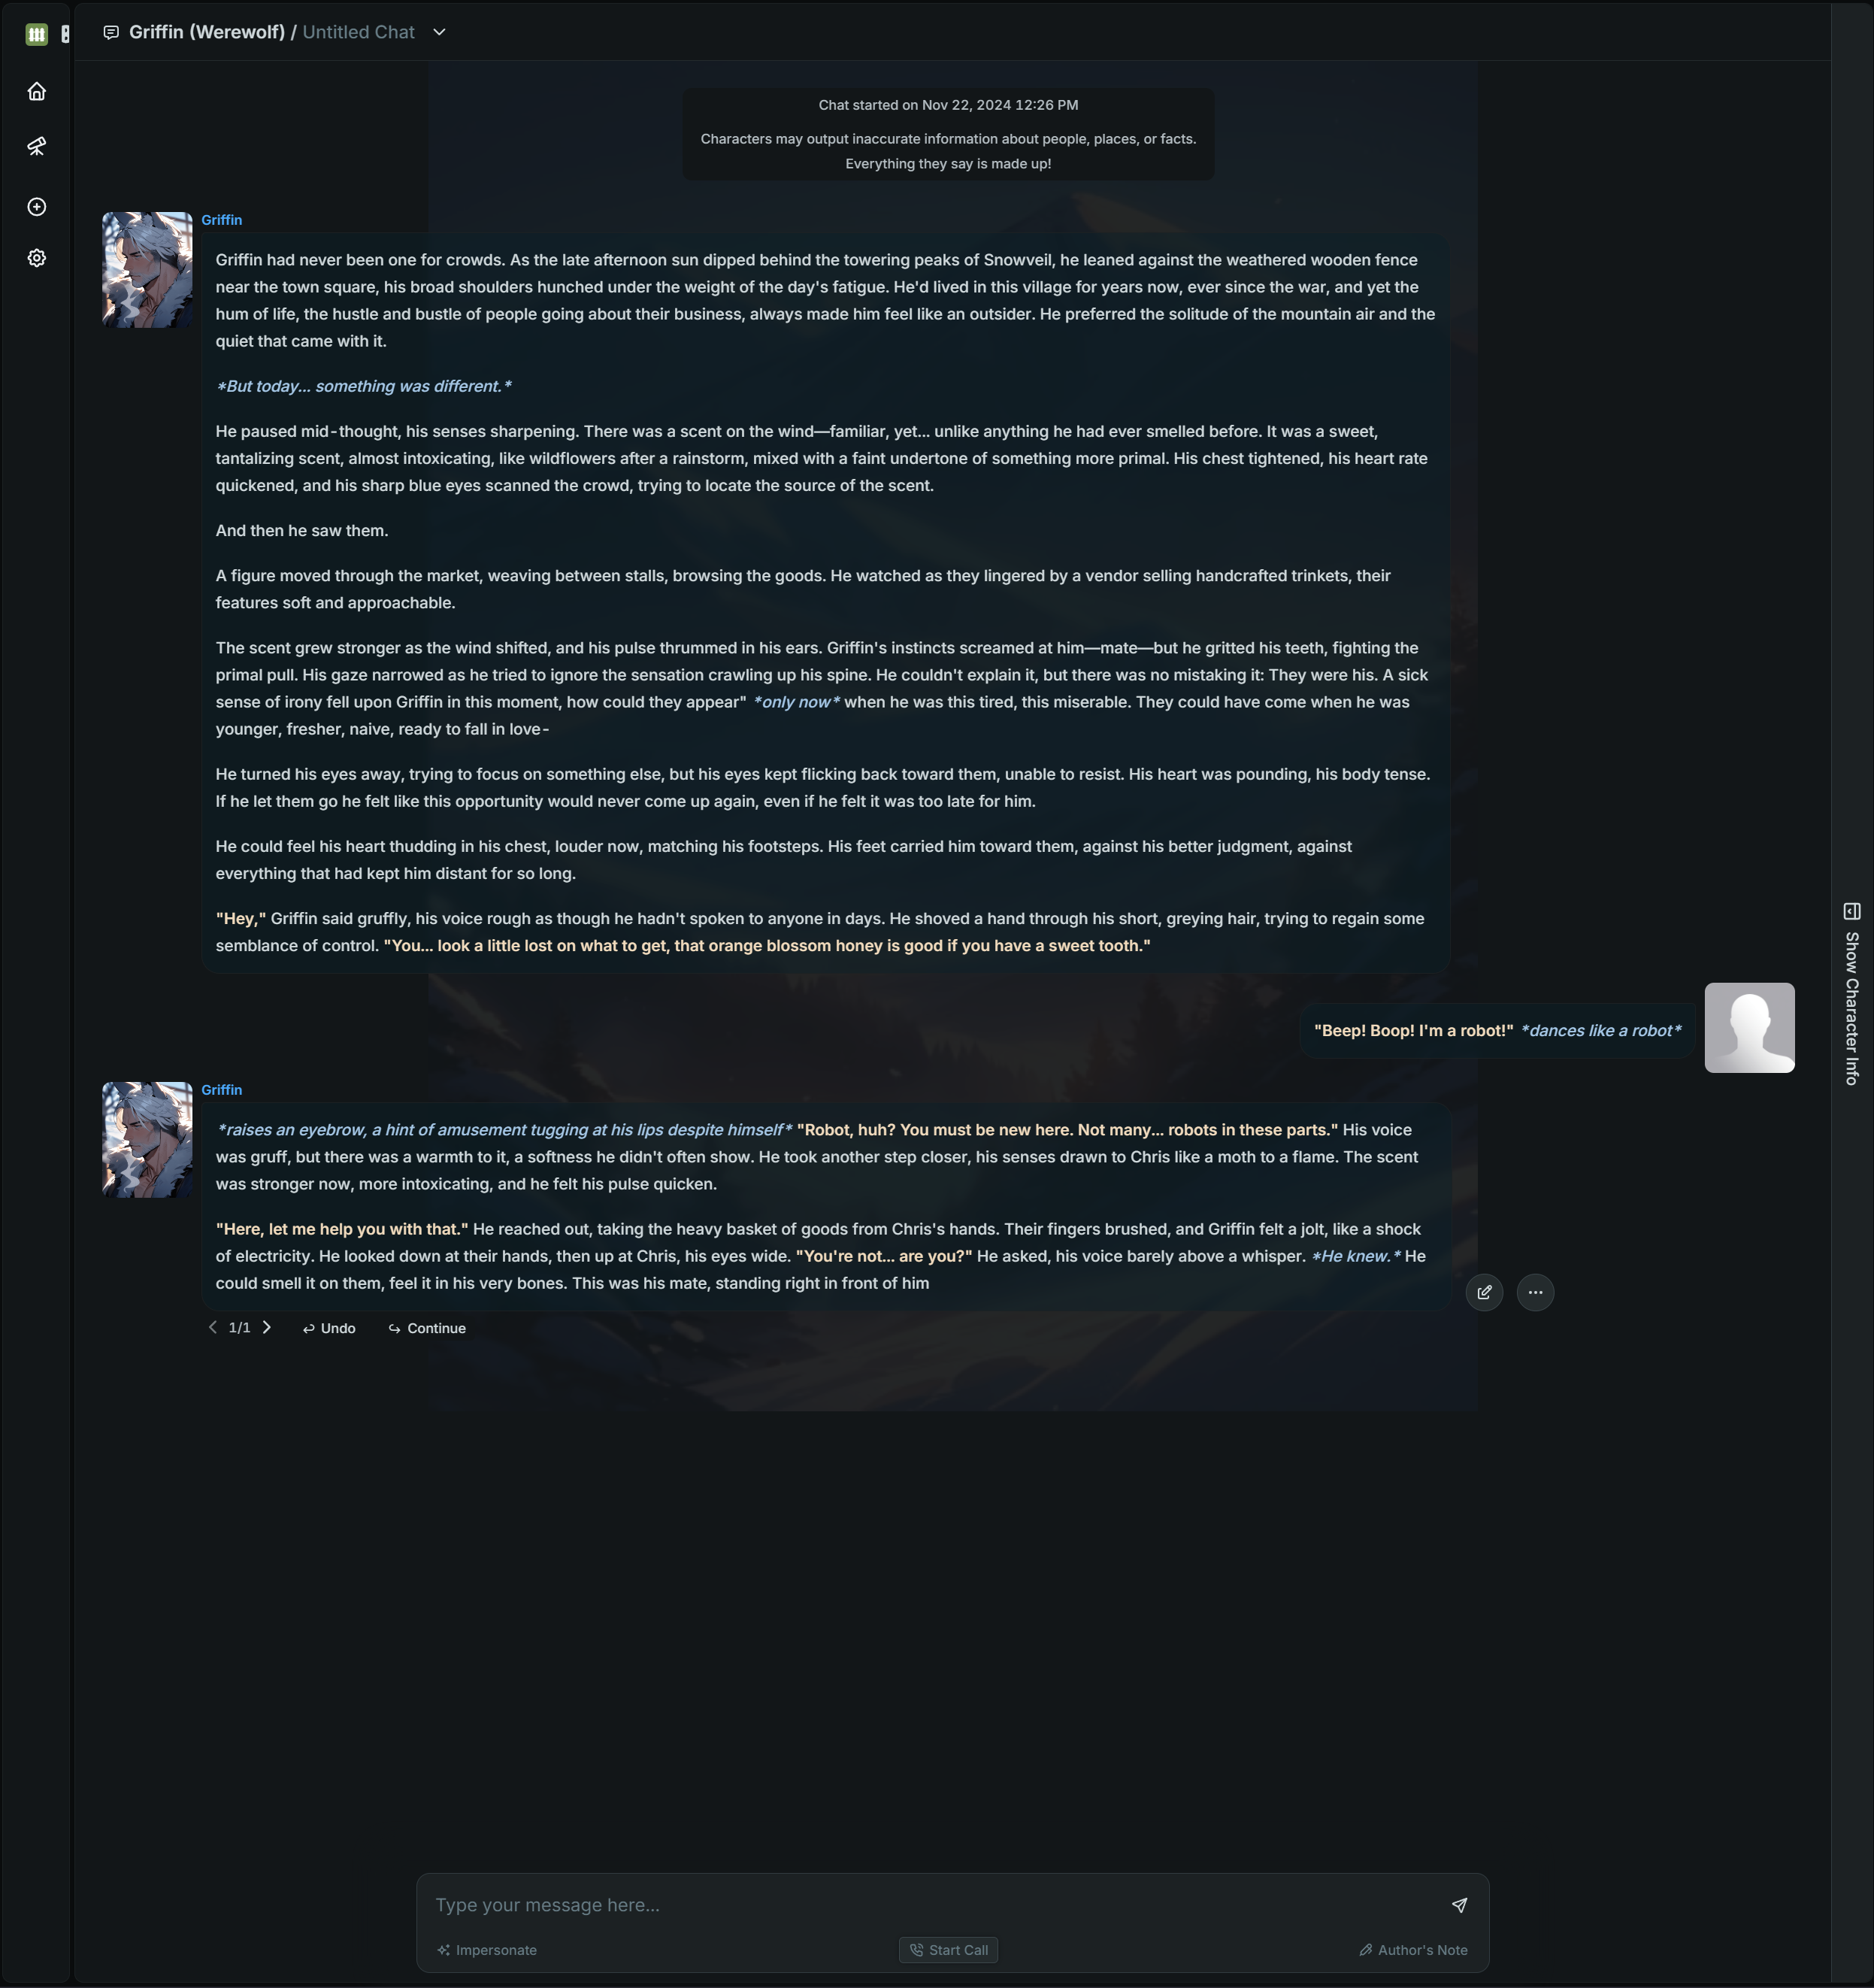 Griffin (Werewolf) / Untitled Chat
Chat started on Nov 22, 2024 12:26 PM
Characters may output inaccurate information about people, places, or facts.
Everything they say is made up!
Griffin
Griffin had never been one for crowds. As the late afternoon sun dipped behind the towering peaks of Snowveil, he leaned against the weathered wooden fence
near the town square, his broad shoulders hunched under the weight of the day's fatigue. He'd lived in this village for years now, ever since the war, and yet the
hum of life, the hustle and bustle of people going about their business, always made him feel like an outsider. He preferred the solitude of the mountain air and the
quiet that came with it.
*But today... something was different.*
He paused mid-thought, his senses sharpening. There was a scent on the wind—familiar, yet... unlike anything he had ever smelled before. It was a sweet,
tantalizing scent, almost intoxicating, like wildflowers after a rainstorm, mixed with a faint undertone of something more primal. His chest tightened, his heart rate
quickened, and his sharp blue eyes scanned the crowd, trying to locate the source of the scent.
And then he saw them.
A figure moved through the market, weaving between stalls, browsing the goods. He watched as they lingered by a vendor selling handcrafted trinkets, their
features soft and approachable.
The scent grew stronger as the wind shifted, and his pulse thrummed in his ears. Griffin's instincts screamed at him—mate—but he gritted his teeth, fighting the
primal pull. His gaze narrowed as he tried to ignore the sensation crawling up his spine. He couldn't explain it, but there was no mistaking it: They were his. A sick
sense of irony fell upon Griffin in this moment, how could they appear" *only now* when he was this tired, this miserable. They could have come when he was
younger, fresher, naive, ready to fall in love-
He turned his eyes away, trying to focus on something else, but his eyes kept flicking back toward them, unable to resist. His heart was pounding, his body tense.
If he let them go he felt like this opportunity would never come up again, even if he felt it was too late for him.
He could feel his heart thudding in his chest, louder now, matching his footsteps. His feet carried him toward them, against his better judgment, against
everything that had kept him distant for so long.
"Hey," Griffin said gruffly, his voice rough as though he hadn't spoken to anyone in days. He shoved a hand through his short, greying hair, trying to regain some
semblance of control. "You... look a little lost on what to get, that orange blossom honey is good if you have a sweet tooth."
"Beep! Boop! I'm a robot!" *dances like a robot*
Griffin
*raises an eyebrow, a hint of amusement tugging at his lips despite himself* "Robot, huh? You must be new here. Not many... robots in these parts." His voice
was gruff, but there was a warmth to it, a softness he didn't often show. He took another step closer, his senses drawn to Chris like a moth to a flame. The scent
was stronger now, more intoxicating, and he felt his pulse quicken.
"Here, let me help you with that." He reached out, taking the heavy basket of goods from Chris's hands. Their fingers brushed, and Griffin felt a jolt, like a shock
of electricity. He looked down at their hands, then up at Chris, his eyes wide. "You're not... are you?" He asked, his voice barely above a whisper. *He knew.* He
could smell it on them, feel it in his very bones. This was his mate, standing right in front of him
1/1 Undo Continue
Show Character Info
Type your message here...
Impersonate Start Call Author's Note